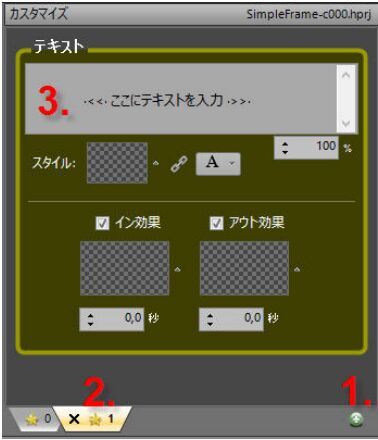 カスタマイズ SimpleFrame-c000.hprj
テキスト
3. .<<. ここにテキストを入力 .>>.
スタイル: A 100 %
イン効果 アウト効果
0,0 秒 0,0 秒
2. 1.
0 X 1